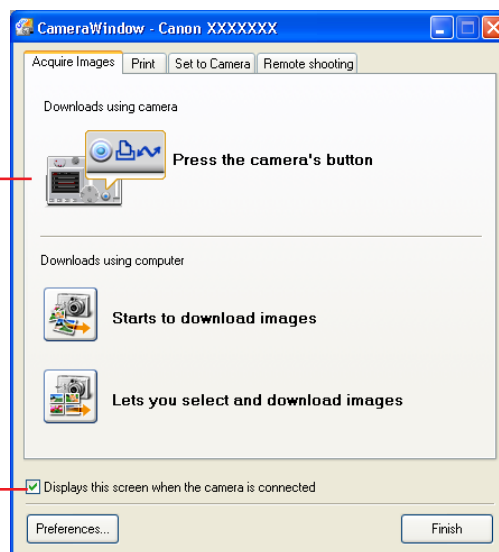 CameraWindow - Canon XXXXXXX
Acquire Images Print Set to Camera Remote shooting
Downloads using camera
Press the camera's button
Downloads using computer
Starts to download images
Lets you select and download images
Displays this screen when the camera is connected
Preferences... Finish